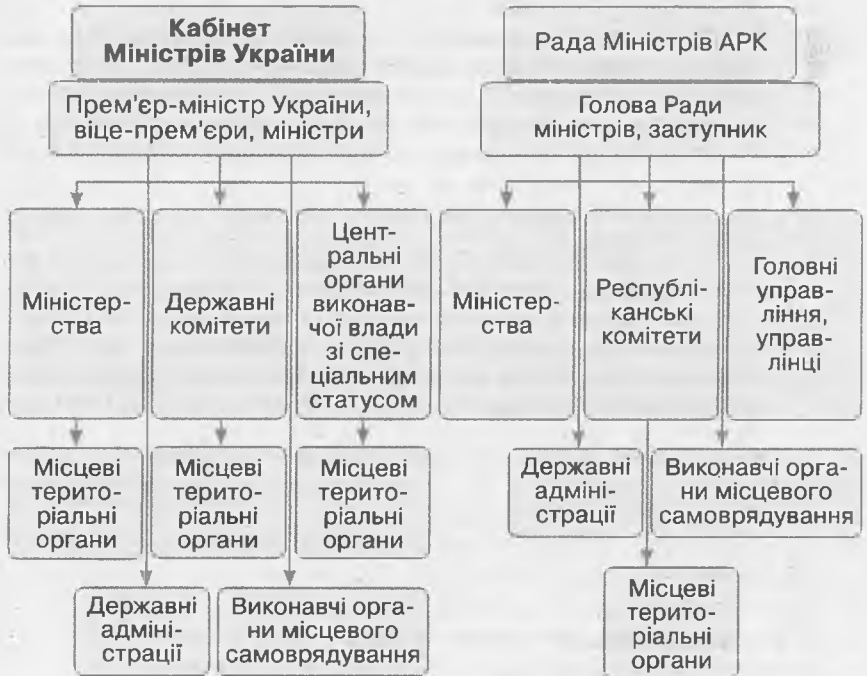 Кабінет
Міністрів України
Прем'єр-міністр України,
віце-прем'єри, міністри
Міністер-
ства
Державні
комітети
Цент-
ральні
органи
виконав-
чої влади
зі спе-
ціальним
статусом
Місцеві
терито-
ріальні
органи
Місцеві
терито-
ріальні
органи
Місцеві
терито-
ріальні
органи
Державні
адміні-
страції
Виконавчі орга-
ни місцевого
самоврядування
Рада Міністрів АРК
Голова Ради
міністрів, заступник
Міністер-
ства
Республі-
канські
комітети
Головні
управ-
ління,
управ-
лінці
Державні
адміні-
страції
Виконавчі орга-
ни місцевого
самоврядування
Місцеві
терито-
ріальні
органи